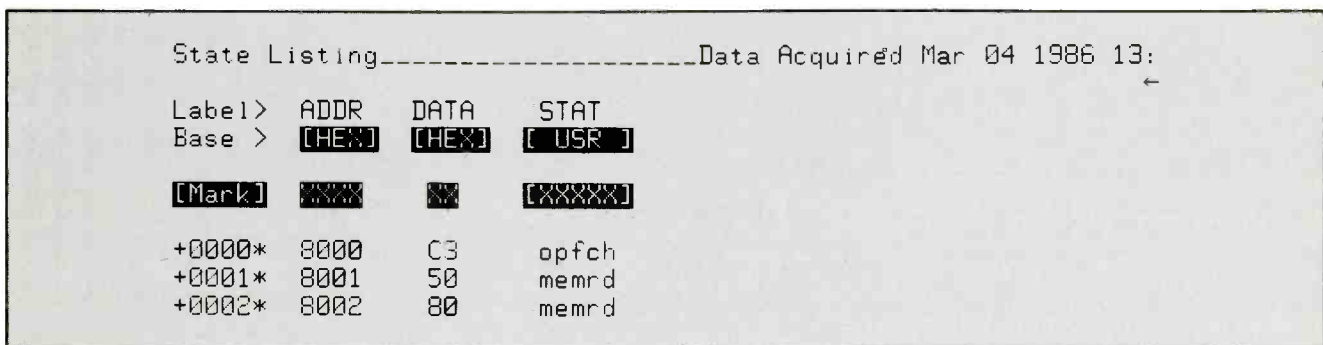 State Listing_____________________Data Acquired Mar 04 1986 13:
←
Label> ADDR DATA STAT
Base > [HEX] [HEX] [ USR ]
[Mark] XXXX XX [XXXXX]
+0000* 8000 C3 opfch
+0001* 8001 50 memrd
+0002* 8002 80 memrd